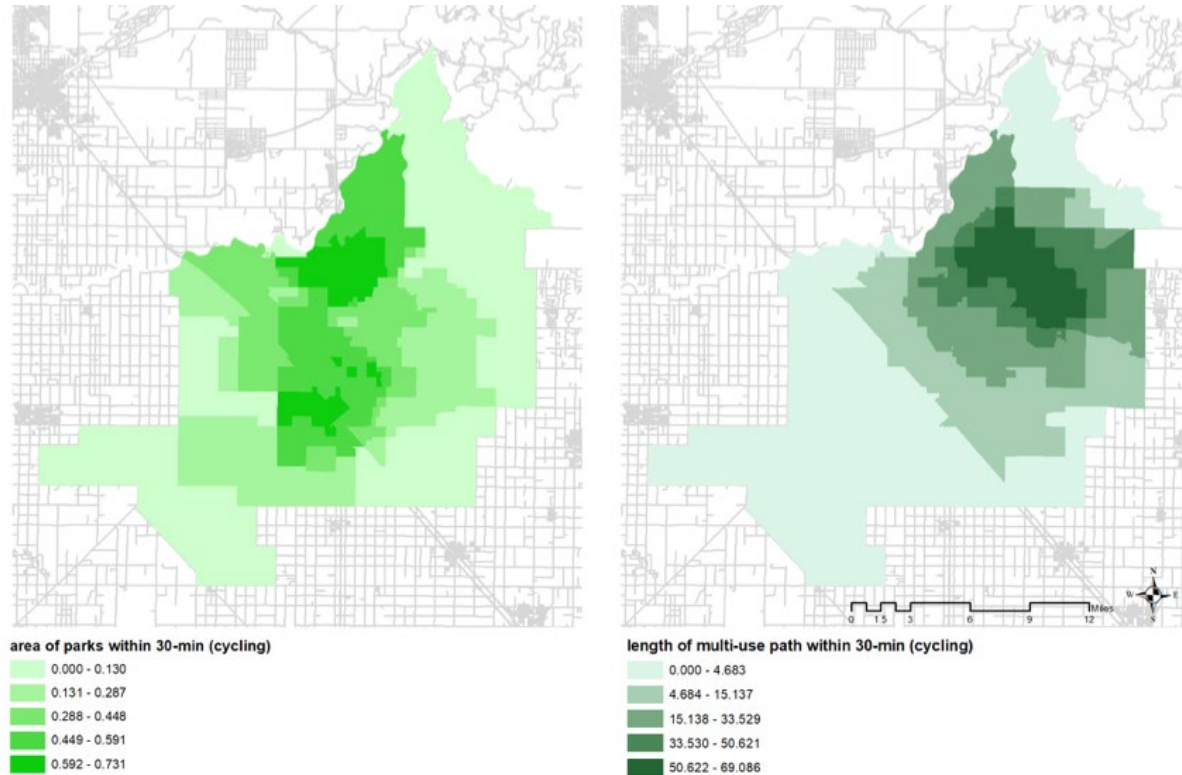 area of parks within 30-min (cycling)
0.000 - 0.130
0.131 - 0.287
0.288 - 0.448
0.449 - 0.591
0.592 - 0.731
N
W E
S
Miles
0 1.5 3 6 9 12
length of multi-use path within 30-min (cycling)
0.000 - 4.683
4.684 - 15.137
15.138 - 33.529
33.530 - 50.621
50.622 - 69.086